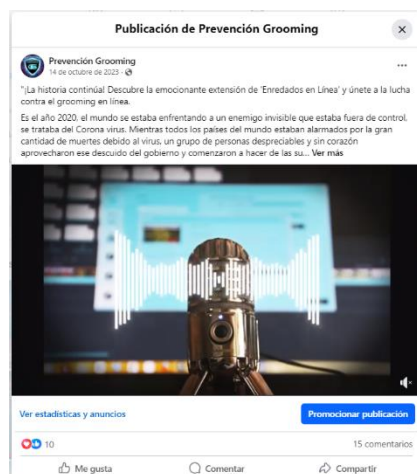 Publicación de Prevención Grooming
Prevención Grooming
14 de octubre de 2023
"¡La historia continúa! Descubre la emocionante extensión de 'Enredados en Línea' y únete a la lucha
contra el grooming en línea.
Es el año 2020, el mundo se estaba enfrentando a un enemigo invisible que estaba fuera de control,
se trataba del Corona virus. Mientras todos los países del mundo estaban alarmados por la gran
cantidad de muertes debido al virus, un grupo de personas despreciables y sin corazón
aprovecharon ese descuido del gobierno y comenzaron a hacer de las su... Ver más
Ver estadísticas y anuncios
Promocionar publicación
10
15 comentarios
Me gusta
Comentar
Compartir